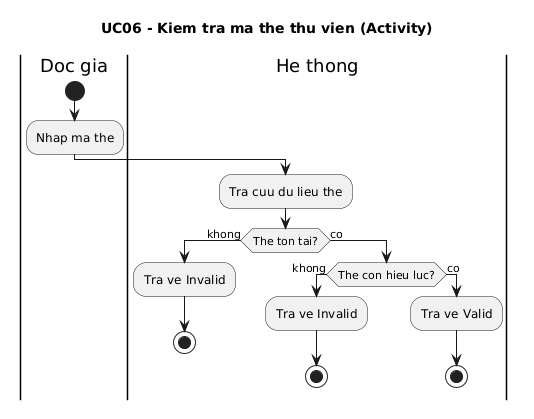 UC06 - Kiem tra ma the thu vien (Activity)
Doc gia
He thong
Nhap ma the
Tra cuu du lieu the
khong
The ton tai?
co
Tra ve Invalid
khong
The con hieu luc?
co
Tra ve Invalid
Tra ve Valid